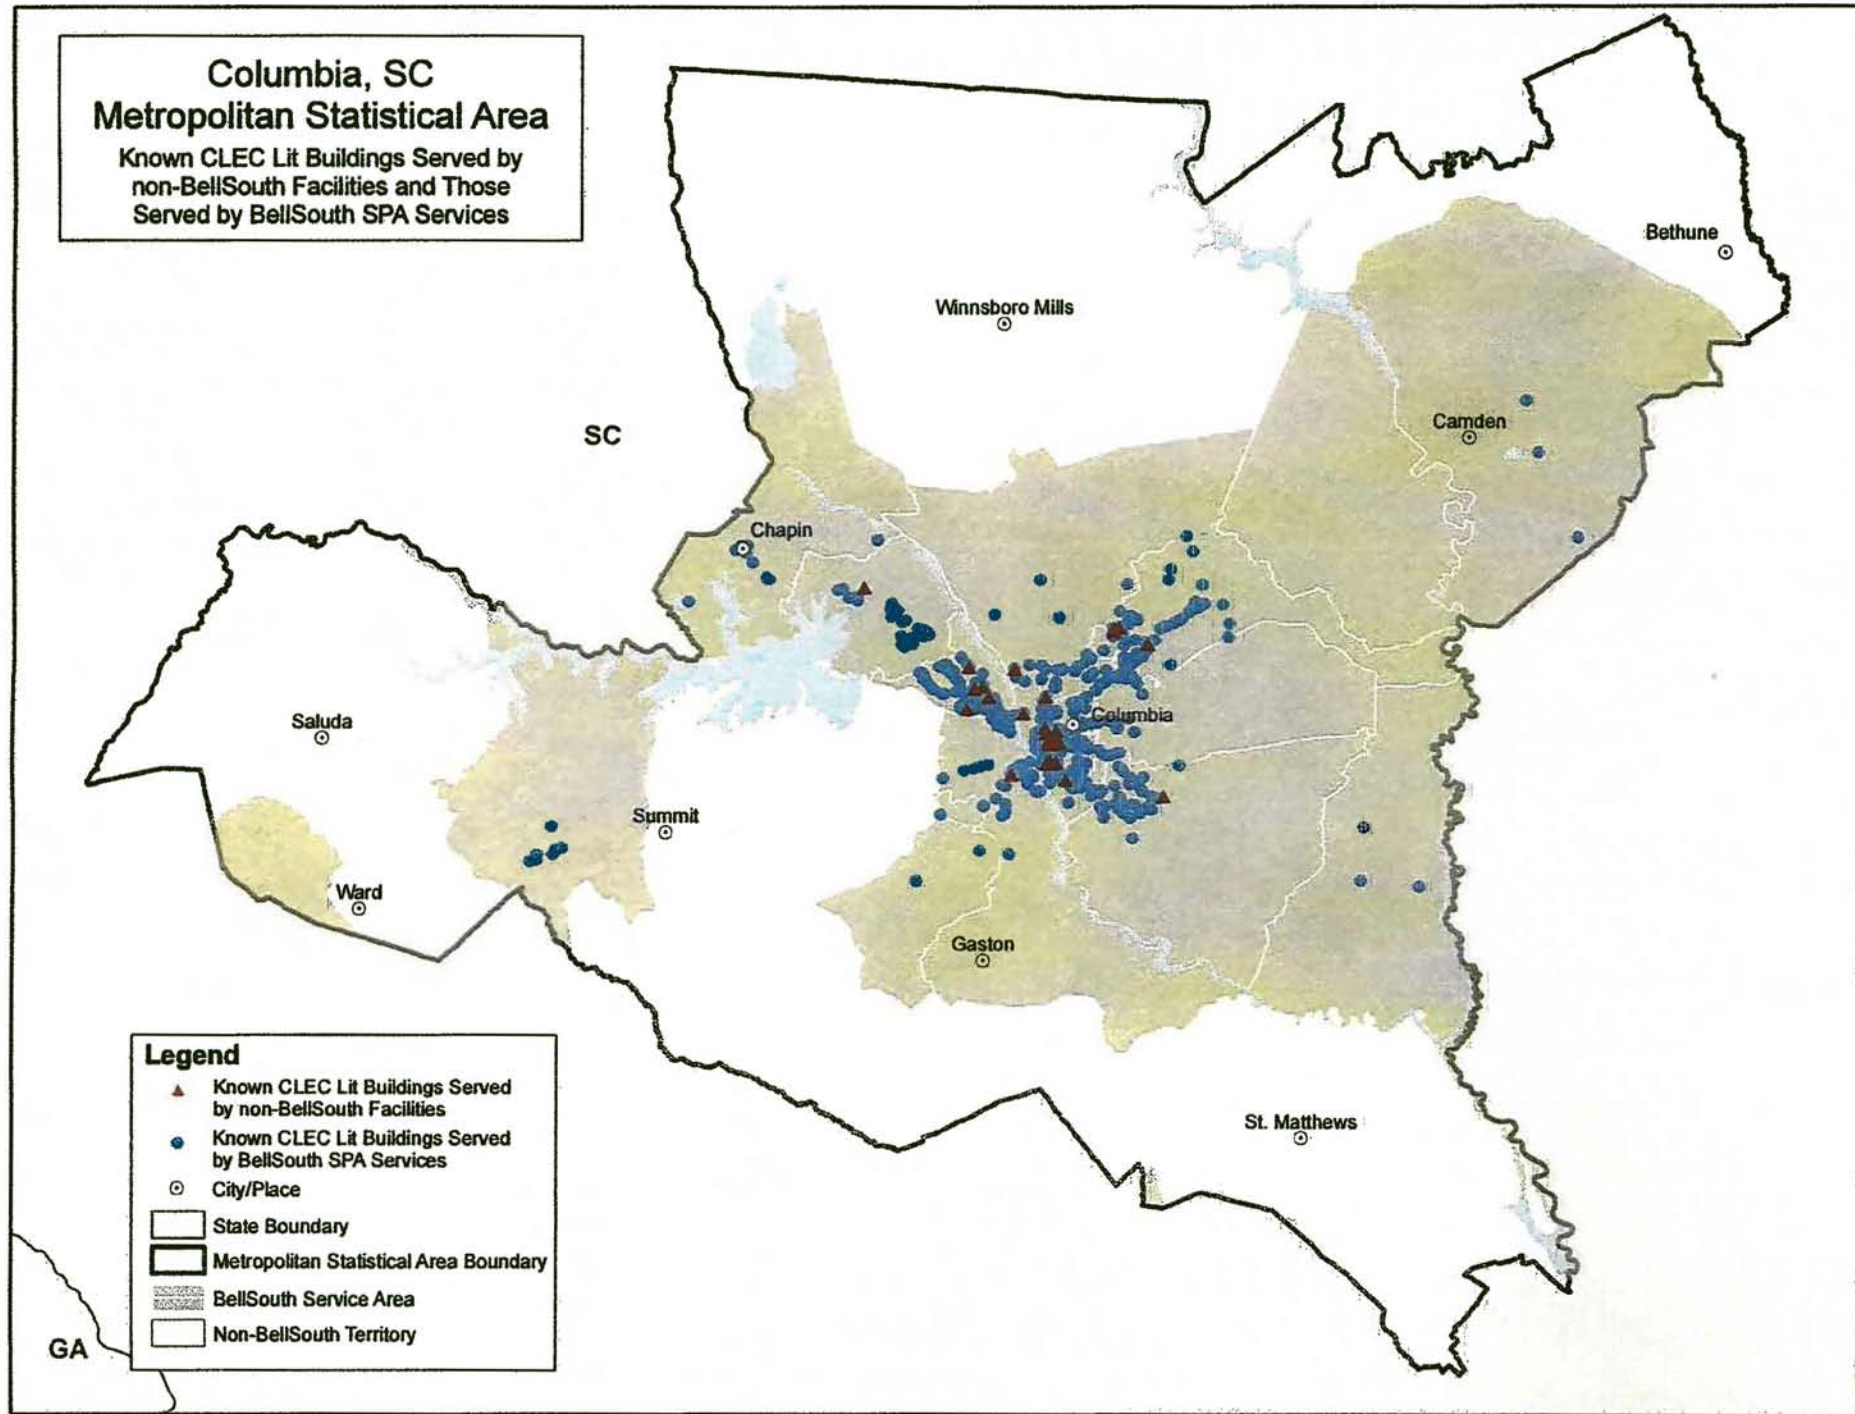 Columbia, SC
Metropolitan Statistical Area
Known CLEC Lit Buildings Served by
non-BellSouth Facilities and Those
Served by BellSouth SPA Services
Bethune
Winnsboro Mills
Camden
SC
Chapin
Columbia
Saluda
Summit
Ward
Gaston
St. Matthews
Legend
Known CLEC Lit Buildings Served
by non-BellSouth Facilities
Known CLEC Lit Buildings Served
by BellSouth SPA Services
City/Place
State Boundary
Metropolitan Statistical Area Boundary
BellSouth Service Area
Non-BellSouth Territory
GA